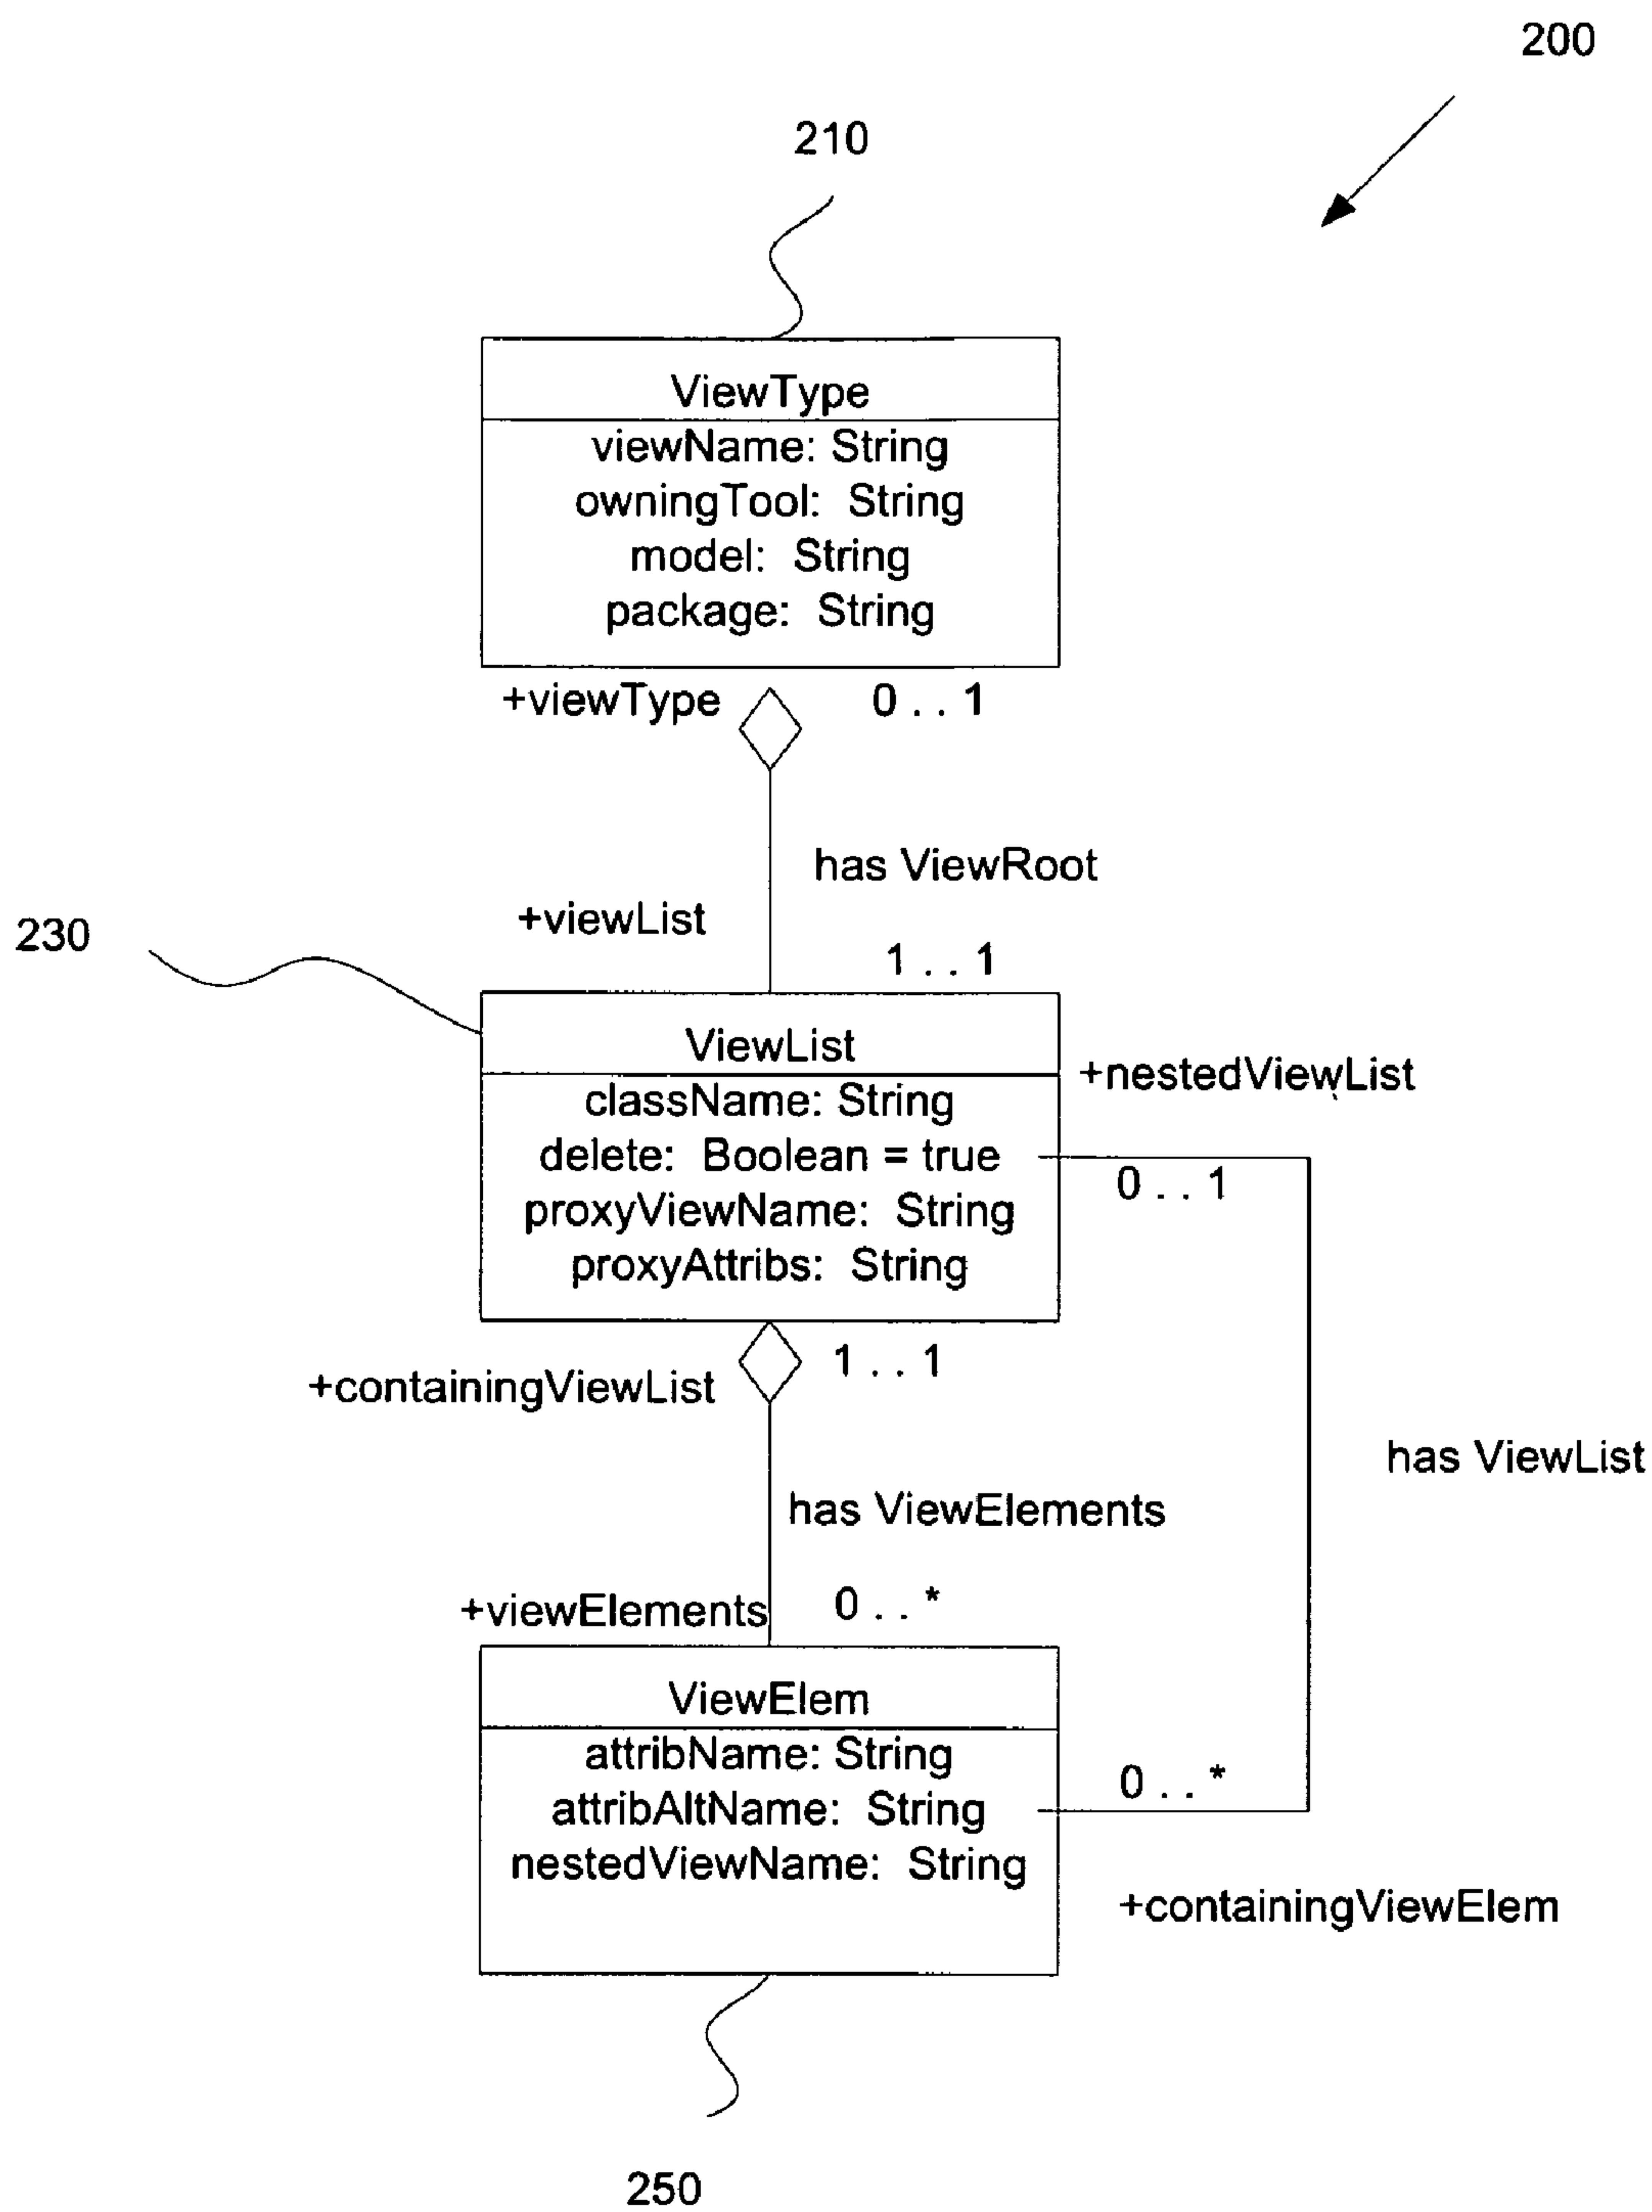 200
210
ViewType
viewName: String
owningTool: String
model: String
package: String
+viewType
0 . . 1
has ViewRoot
+viewList
230
1 . . 1
ViewList
+nestedViewList
className: String
delete: Boolean = true
0 . . 1
proxyViewName: String
proxyAttribs: String
1 . . 1
+containingViewList
has ViewList
has ViewElements
+viewElements
0 . . *
ViewElem
attribName: String
0 . . *
attribAltName: String
nestedViewName: String
+containingViewElem
250